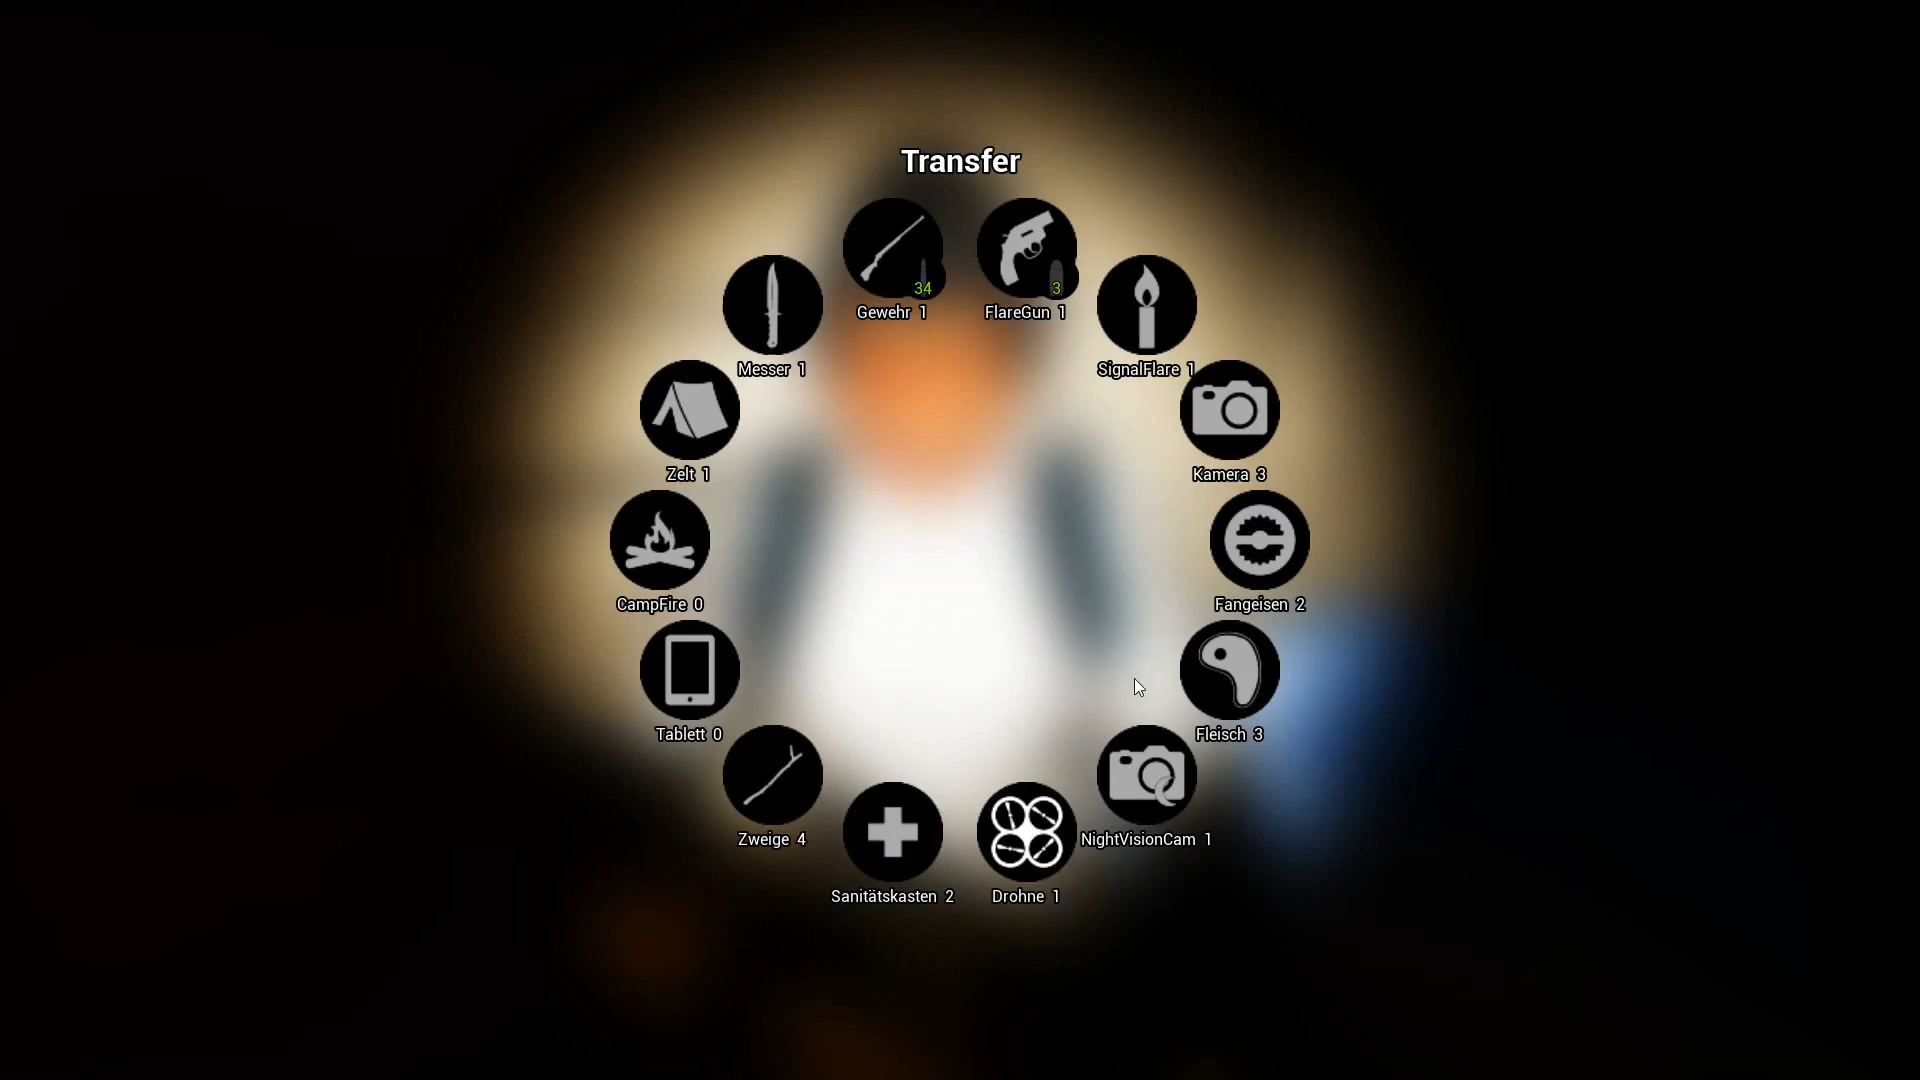 Transfer
34
Gewehr 1
3
FlareGun 1
Messer 1
SignalFlare 1
Zelt 1
Kamera 3
CampFire 0
Fangeisen 2
Tablett 0
Fleisch 3
Zweige 4
NightVisionCam 1
Sanitätskasten 2
Drohne 1